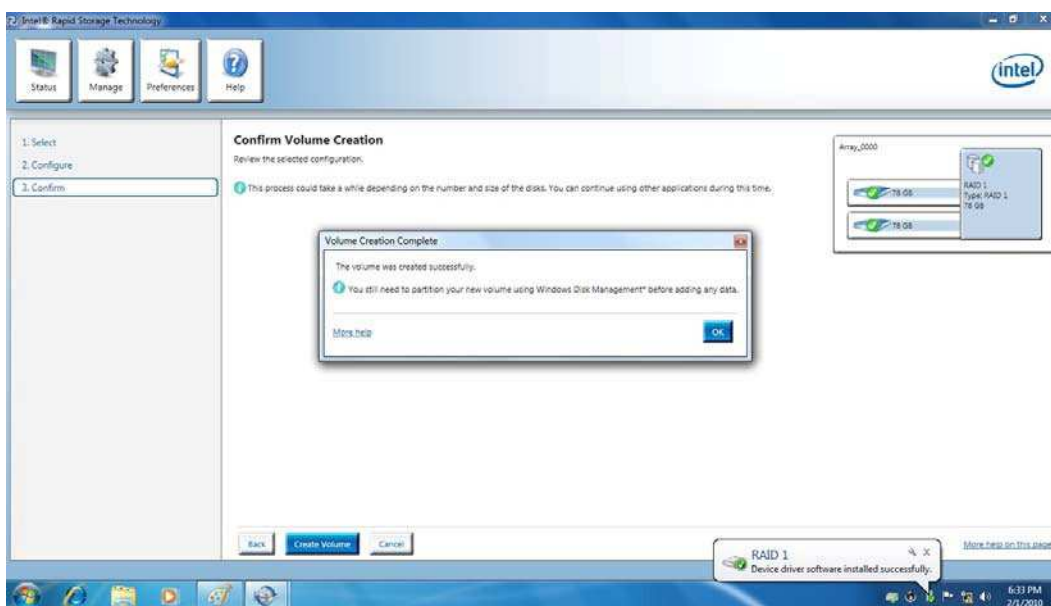 Intel® Rapid Storage Technology
Status
Manage
Preferences
Help
intel
1. Select
2. Configure
3. Confirm
Confirm Volume Creation
Review the selected configuration.
This process could take a while depending on the number and size of the disks. You can continue using other applications during this time.
Array_0000
78 GB
78 GB
RAID 1
Type: RAID 1
78 GB
Volume Creation Complete
The volume was created successfully.
You still need to partition your new volume using Windows Disk Management* before adding any data.
More help
OK
Back
Create Volume
Cancel
More help on this page
RAID 1
Device driver software installed successfully.
6:33 PM
2/1/2010